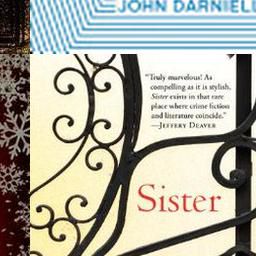 JOHN DARNIELL
"Truly marvelous! As
compelling as it is stylish,
Sister exists in that rare
place where crime fiction
and literature coincide."
—JEFFERY DEAVER
Sister